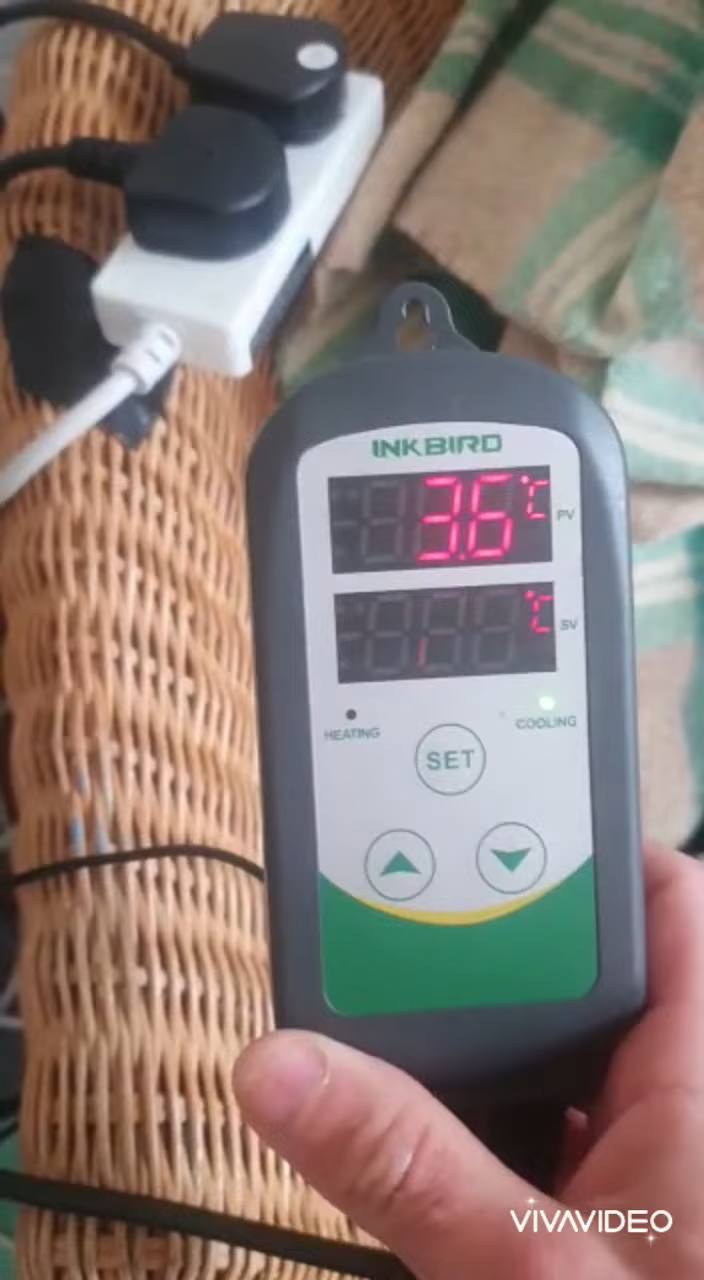 INKBIRD
3.6 °C PV
°C SV
HEATING
COOLING
SET
VIVAVIDEO